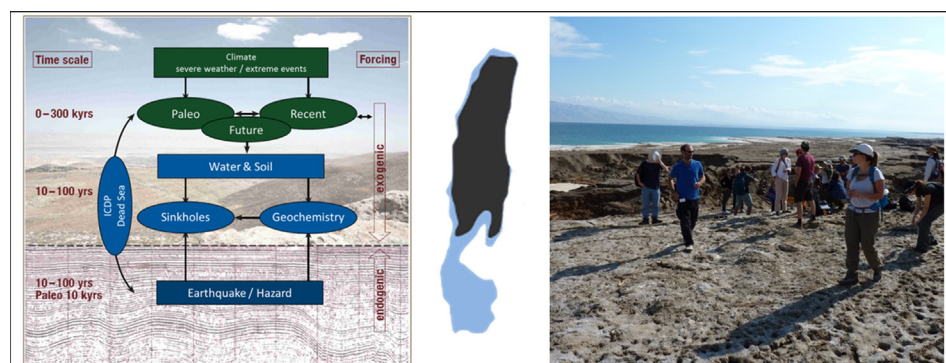 Time scale
Climate
severe weather / extreme events
Forcing
0–300 kyrs
Paleo
Recent
Future
Water & Soil
10–100 yrs
ICDP
Dead Sea
Sinkholes
Geochemistry
exogenic
10–100 yrs
Paleo 10 kyrs
Earthquake / Hazard
endogenic